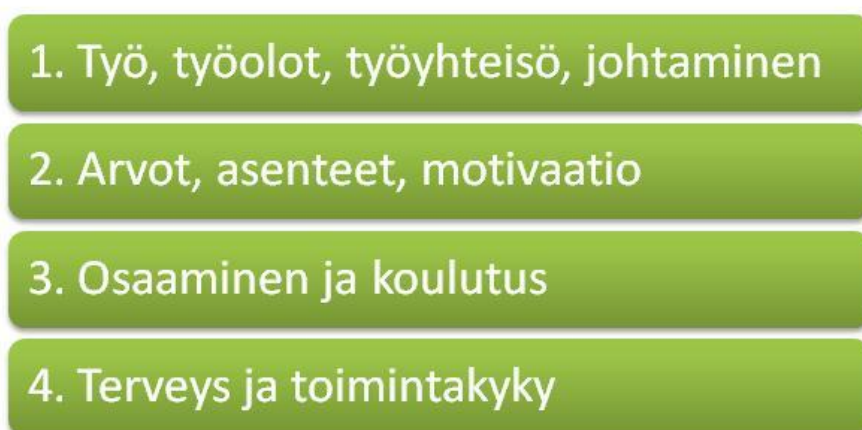 1. Työ, työolot, työyhteisö, johtaminen
2. Arvot, asenteet, motivaatio
3. Osaaminen ja koulutus
4. Terveys ja toimintakyky